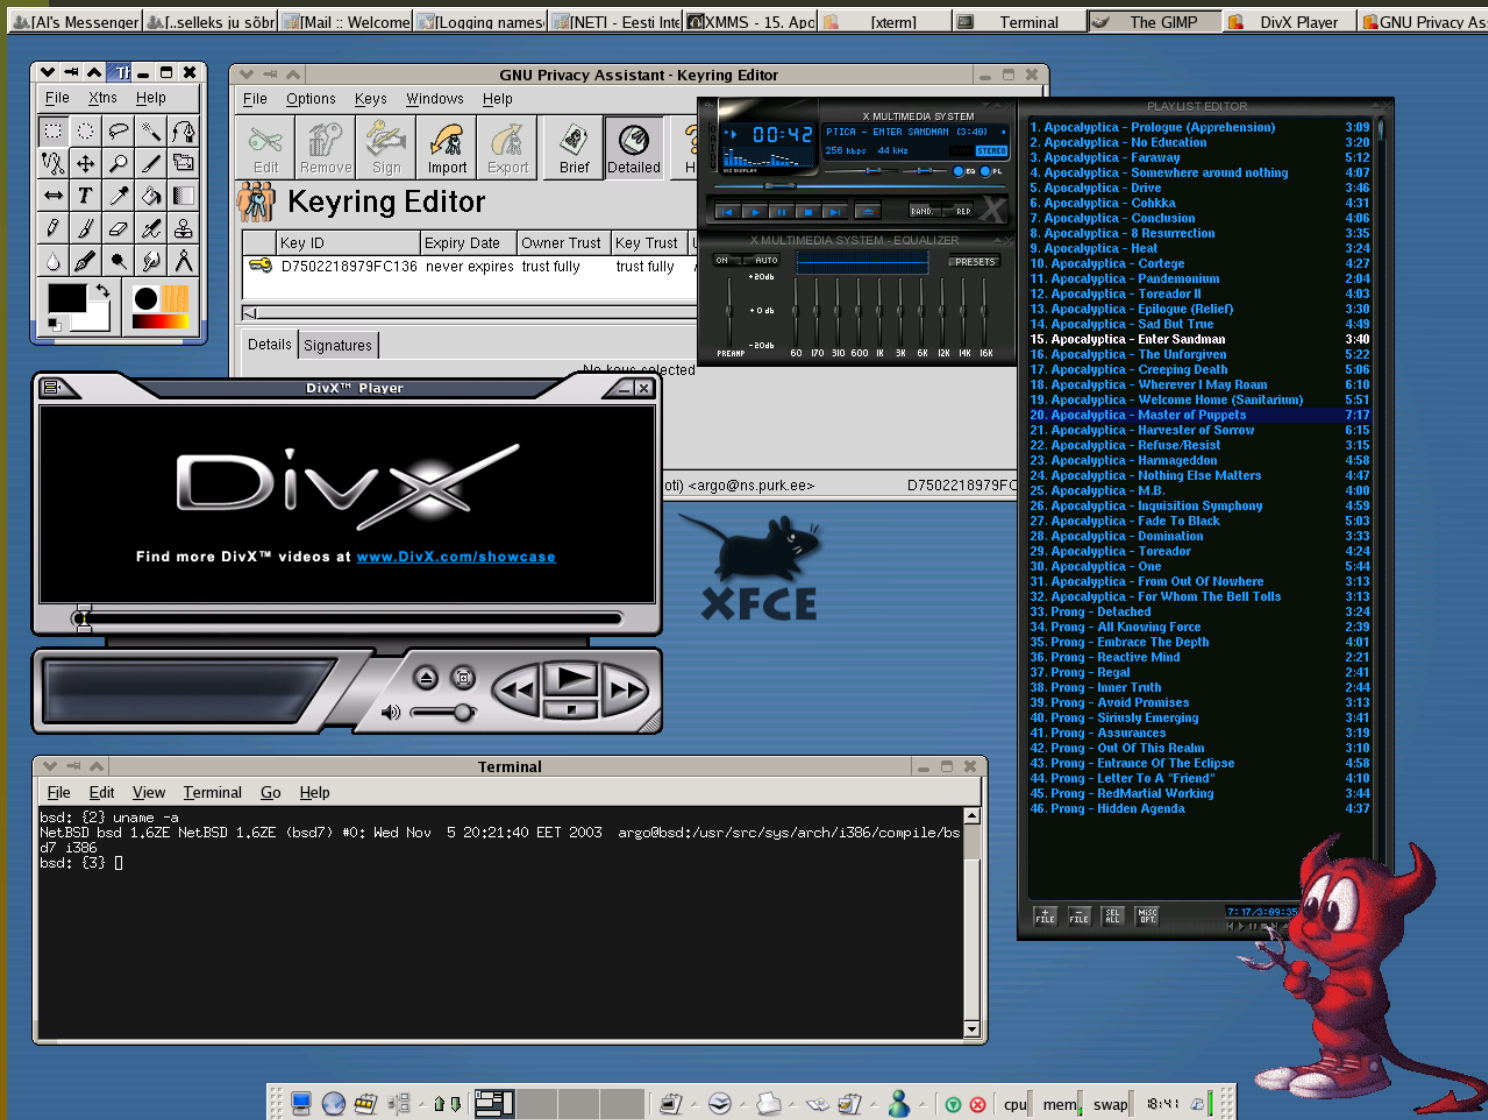 [Al's Messenger
[..selleks ju sõbr
[Mail :: Welcome
[Logging names
[NETI - Eesti Inte
XMMS - 15. Apc
[xterm]
Terminal
The GIMP
DivX Player
GNU Privacy Ass
File Xtns Help
GNU Privacy Assistant - Keyring Editor
File Options Keys Windows Help
Edit Remove Sign Import Export Brief Detailed H
Keyring Editor
Key ID Expiry Date Owner Trust Key Trust
D7502218979FC136 never expires trust fully trust fully
Details Signatures
No keys selected
oti) <argo@ns.purk.ee> D7502218979FC
X MULTIMEDIA SYSTEM
00:42
PTICA - ENTER SANDMAN (3:40)
256 kbps 44 kHz STEREO
EQ PL
RAND. REP
X MULTIMEDIA SYSTEM - EQUALIZER
ON AUTO PRESETS
+20db
+0 db
-20db
PREAMP 60 170 310 600 1K 3K 6K 12K 14K 16K
PLAYLIST EDITOR
1. Apocalyptica - Prologue (Apprehension) 3:09
2. Apocalyptica - No Education 3:20
3. Apocalyptica - Faraway 5:12
4. Apocalyptica - Somewhere around nothing 4:07
5. Apocalyptica - Drive 3:46
6. Apocalyptica - Cohkka 4:31
7. Apocalyptica - Conclusion 4:06
8. Apocalyptica - 8 Resurrection 3:35
9. Apocalyptica - Heat 3:24
10. Apocalyptica - Cortege 4:27
11. Apocalyptica - Pandemonium 2:04
12. Apocalyptica - Toreador II 4:03
13. Apocalyptica - Epilogue (Relief) 3:30
14. Apocalyptica - Sad But True 4:49
15. Apocalyptica - Enter Sandman 3:40
16. Apocalyptica - The Unforgiven 5:22
17. Apocalyptica - Creeping Death 5:06
18. Apocalyptica - Wherever I May Roam 6:10
19. Apocalyptica - Welcome Home (Sanitarium) 5:51
20. Apocalyptica - Master of Puppets 7:17
21. Apocalyptica - Harvester of Sorrow 6:15
22. Apocalyptica - Refuse/Resist 3:15
23. Apocalyptica - Harmageddon 4:58
24. Apocalyptica - Nothing Else Matters 4:47
25. Apocalyptica - M.B. 4:00
26. Apocalyptica - Inquisition Symphony 4:59
27. Apocalyptica - Fade To Black 5:03
28. Apocalyptica - Domination 3:33
29. Apocalyptica - Toreador 4:24
30. Apocalyptica - One 5:44
31. Apocalyptica - From Out Of Nowhere 3:13
32. Apocalyptica - For Whom The Bell Tolls 3:13
33. Prong - Detached 3:24
34. Prong - All Knowing Force 2:39
35. Prong - Embrace The Depth 4:01
36. Prong - Reactive Mind 2:21
37. Prong - Regal 2:41
38. Prong - Inner Truth 2:44
39. Prong - Avoid Promises 3:13
40. Prong - Siriusly Emerging 3:41
41. Prong - Assurances 3:19
42. Prong - Out Of This Realm 3:10
43. Prong - Entrance Of The Eclipse 4:58
44. Prong - Letter To A "Friend" 4:10
45. Prong - RedMartial Working 3:44
46. Prong - Hidden Agenda 4:37
+ FILE - FILE SEL ALL MISC OPT. 7:17/3:09:35
DivX™ Player
DivX
Find more DivX™ videos at www.DivX.com/showcase
XFCE
Terminal
File Edit View Terminal Go Help
bsd: {2} uname -a
NetBSD bsd 1.6ZE NetBSD 1.6ZE (bsd7) #0: Wed Nov 5 20:21:40 EET 2003 argo@bsd:/usr/src/sys/arch/i386/compile/bs
d7 i386
bsd: {3}
cpu mem swap 18:41